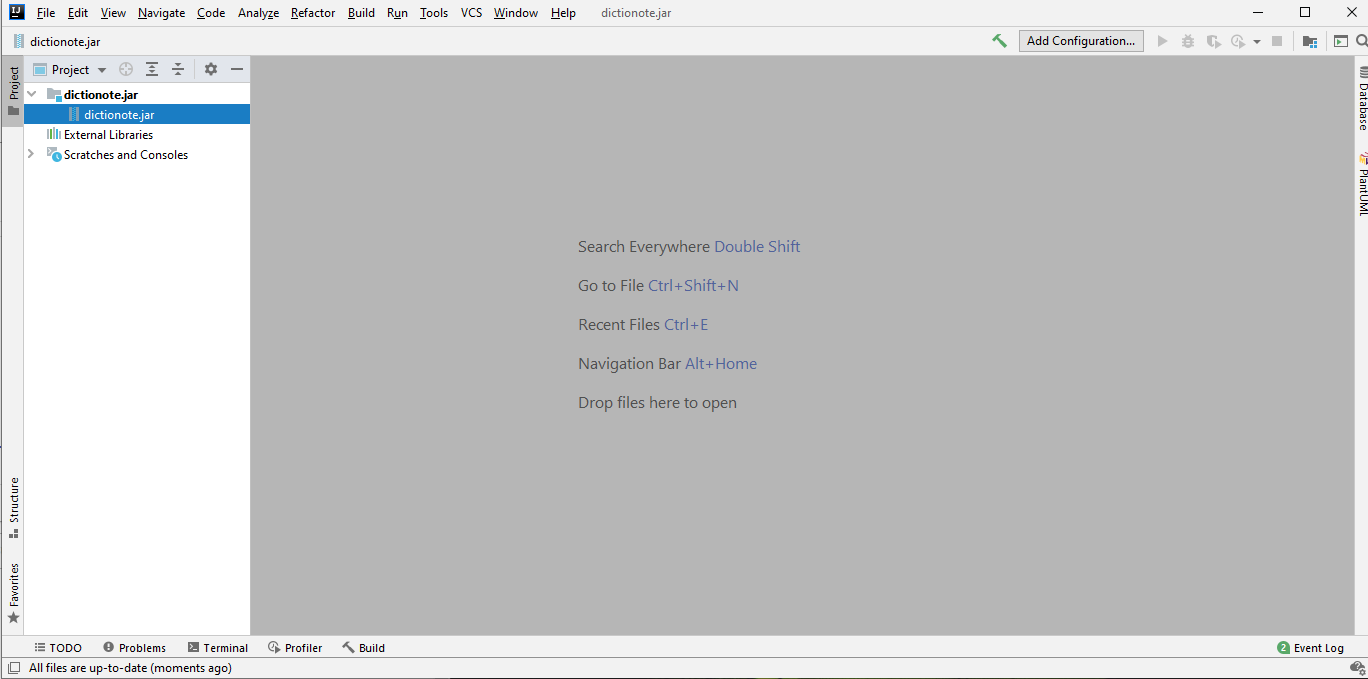 IJ File Edit View Navigate Code Analyze Refactor Build Run Tools VCS Window Help dictionote.jar
dictionote.jar Add Configuration...
Project
Project
dictionote.jar
dictionote.jar
External Libraries
Scratches and Consoles
Search Everywhere Double Shift
Go to File Ctrl+Shift+N
Recent Files Ctrl+E
Navigation Bar Alt+Home
Drop files here to open
Database
PlantUML
Structure
Favorites
TODO Problems Terminal Profiler Build 2 Event Log
All files are up-to-date (moments ago)